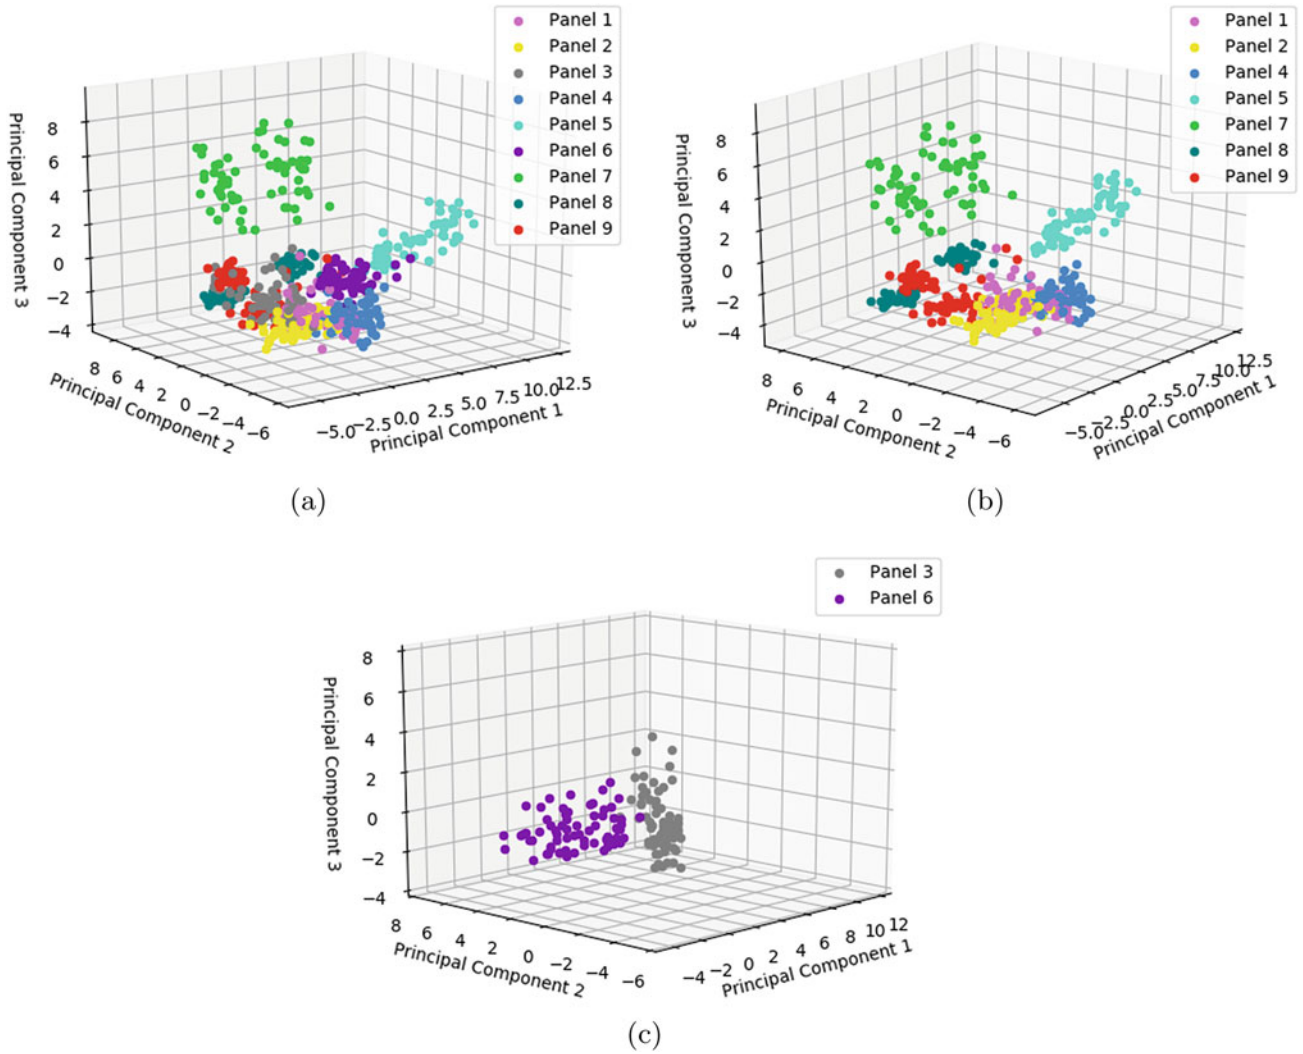 Panel 1
Panel 2
Panel 3
Panel 4
Panel 5
Panel 6
Panel 7
Panel 8
Panel 9
Principal Component 3
8
6
4
2
0
−2
−4
8 6 4 2 0 −2 −4 −6
Principal Component 2
−5.0 −2.5 0.0 2.5 5.0 7.5 10.0 12.5
Principal Component 1
(a)
Panel 1
Panel 2
Panel 4
Panel 5
Panel 7
Panel 8
Panel 9
Principal Component 3
8
6
4
2
0
−2
−4
8 6 4 2 0 −2 −4 −6
Principal Component 2
−5.0 −2.5 0.0 2.5 5.0 7.5 10.0 12.5
Principal Component 1
(b)
Panel 3
Panel 6
Principal Component 3
8
6
4
2
0
−2
−4
8 6 4 2 0 −2 −4 −6
Principal Component 2
−4 −2 0 2 4 6 8 10 12
Principal Component 1
(c)